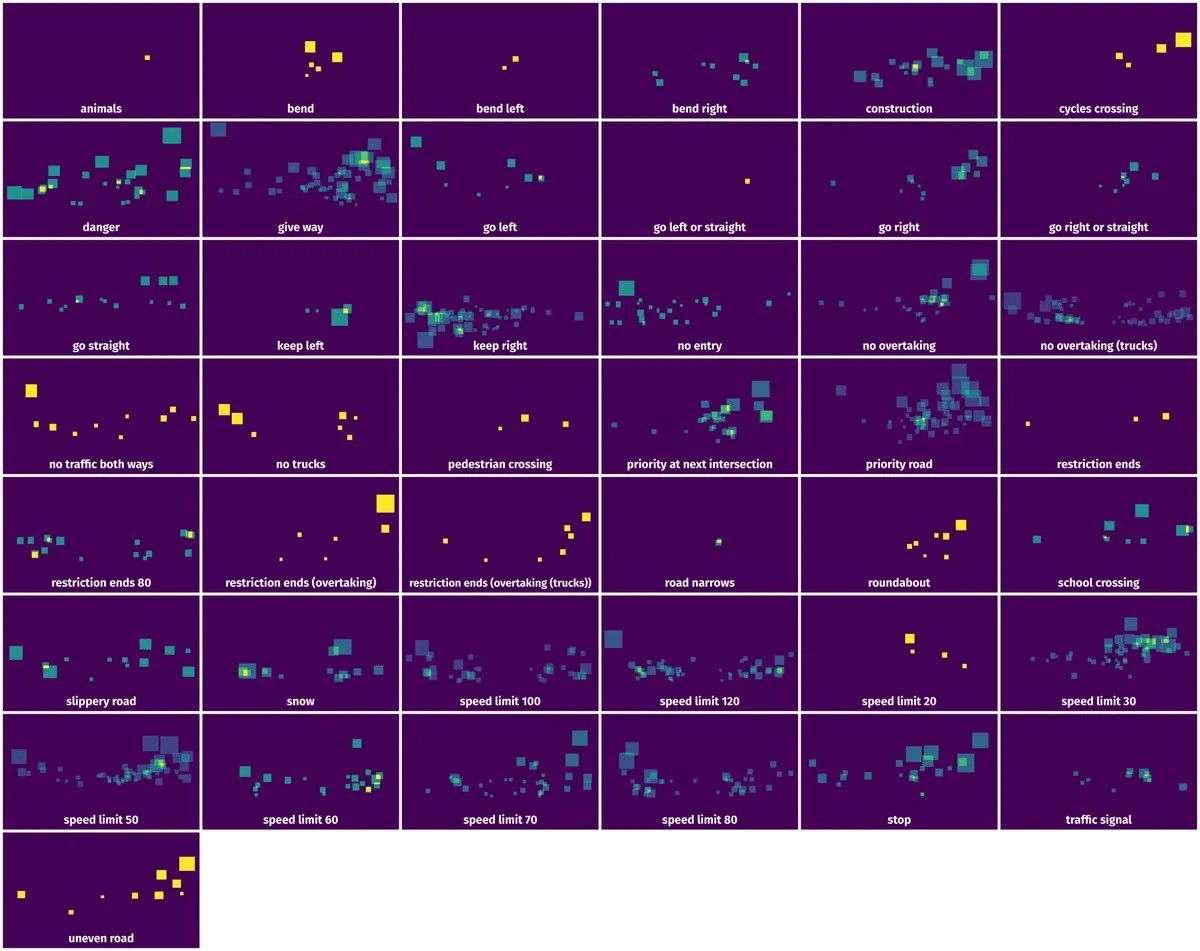 animals
bend
bend left
bend right
construction
cycles crossing
danger
give way
go left
go left or straight
go right
go right or straight
go straight
keep left
keep right
no entry
no overtaking
no overtaking (trucks)
no traffic both ways
no trucks
pedestrian crossing
priority at next intersection
priority road
restriction ends
restriction ends 80
restriction ends (overtaking)
restriction ends (overtaking (trucks))
road narrows
roundabout
school crossing
slippery road
snow
speed limit 100
speed limit 120
speed limit 20
speed limit 30
speed limit 50
speed limit 60
speed limit 70
speed limit 80
stop
traffic signal
uneven road